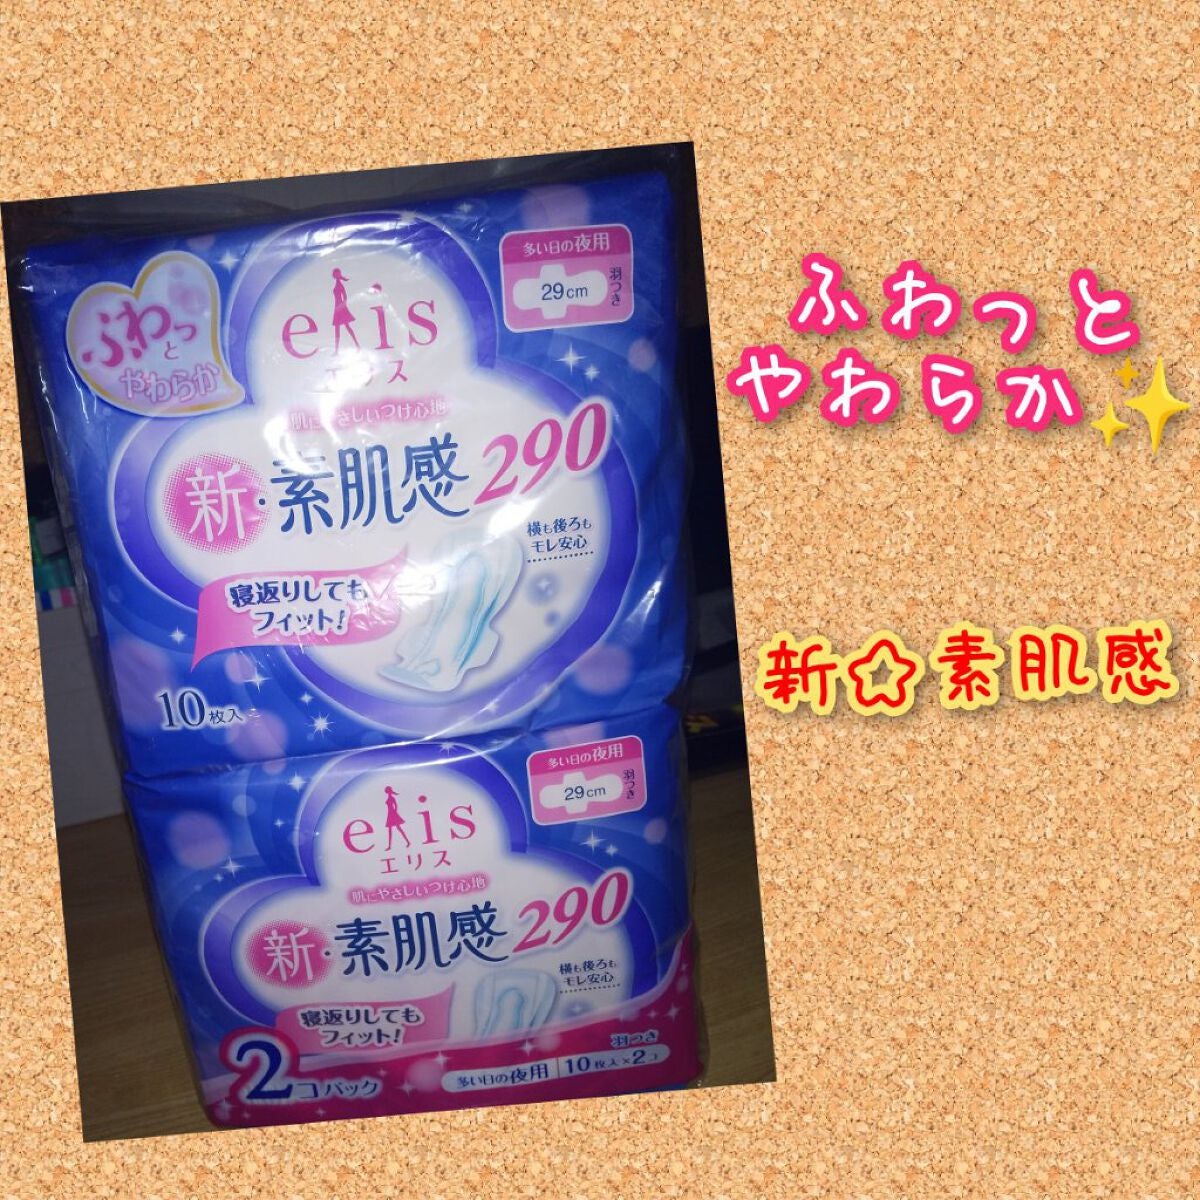 ふわっと
やわらか✨
新☆素肌感
ふわっ
と
やわらか
elis
エリス
肌にやさしいつけ心地
新・素肌感290
多い日の夜用
29cm
羽つき
横も後ろも
モレ安心
寝返りしても
フィット!
10枚入
elis
エリス
肌にやさしいつけ心地
新・素肌感290
多い日の夜用
29cm
羽つき
横も後ろも
モレ安心
寝返りしても
フィット!
2コパック
羽つき
多い日の夜用 10枚入×2コ